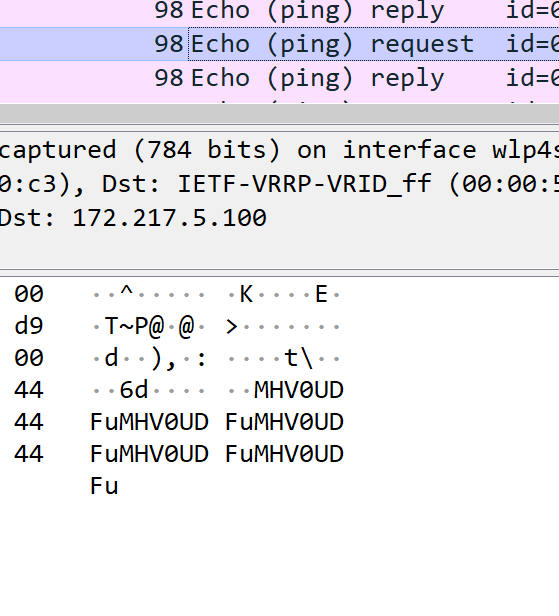 98 Echo (ping) reply id=0
98 Echo (ping) request id=0
98 Echo (ping) reply id=0
captured (784 bits) on interface wlp4s
0:c3), Dst: IETF-VRRP-VRID_ff (00:00:5
Dst: 172.217.5.100
00 ··^····· ·K····E·
d9 ·T~P@·@· >·······
00 ·d··),·: ····t\··
44 ··6d···· ··MHV0UD
44 FuMHV0UD FuMHV0UD
44 FuMHV0UD FuMHV0UD
Fu